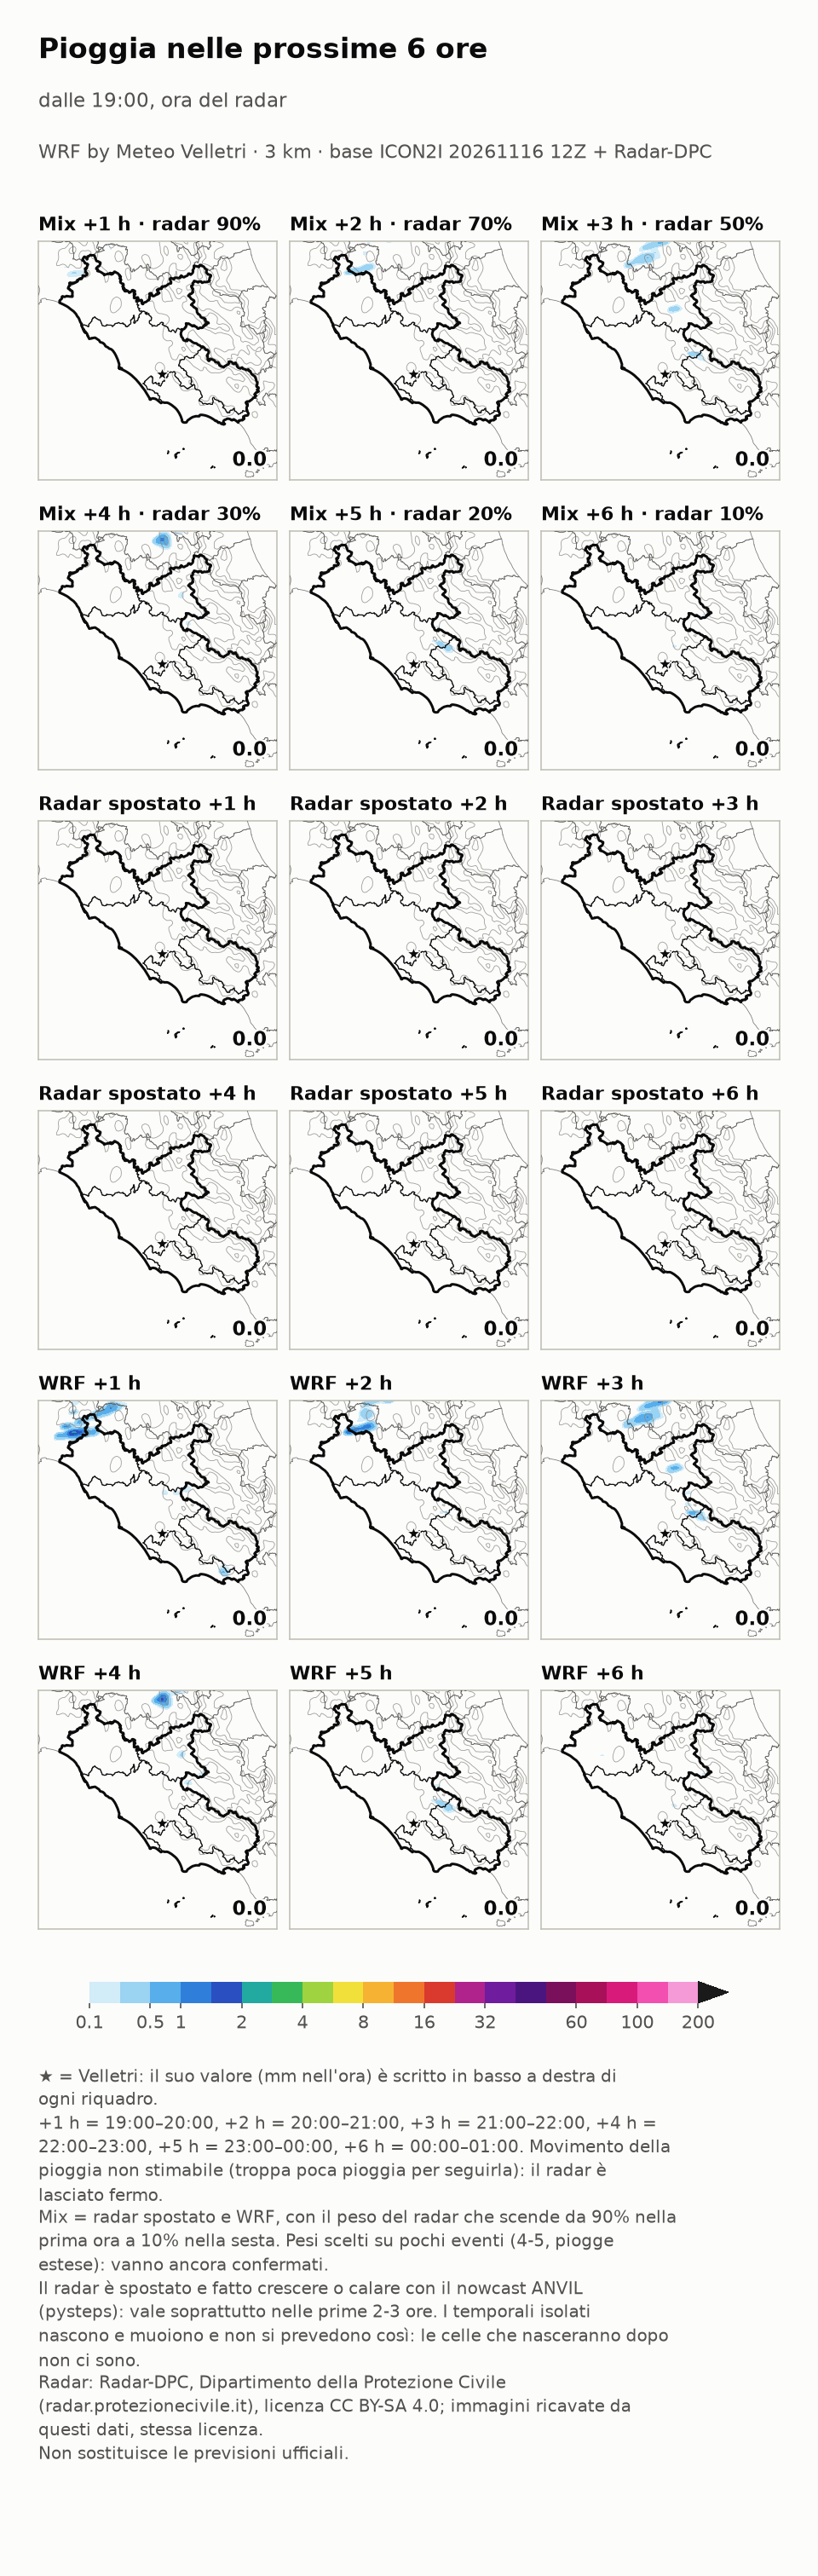 Pioggia nelle prossime 6 ore
dalle 19:00, ora del radar
WRF by Meteo Velletri · 3 km · base ICON2I 20261116 12Z + Radar-DPC
Mix +1 h · radar 90%
Mix +2 h · radar 70%
Mix +3 h · radar 50%
0.0
0.0
0.0
Mix +4 h · radar 30%
Mix +5 h · radar 20%
Mix +6 h · radar 10%
0.0
0.0
0.0
Radar spostato +1 h
Radar spostato +2 h
Radar spostato +3 h
0.0
0.0
0.0
Radar spostato +4 h
Radar spostato +5 h
Radar spostato +6 h
0.0
0.0
0.0
WRF +1 h
WRF +2 h
WRF +3 h
0.0
0.0
0.0
WRF +4 h
WRF +5 h
WRF +6 h
0.0
0.0
0.0
0.1 0.5 1 2 4 8 16 32 60 100 200
★ = Velletri: il suo valore (mm nell'ora) è scritto in basso a destra di
ogni riquadro.
+1 h = 19:00–20:00, +2 h = 20:00–21:00, +3 h = 21:00–22:00, +4 h =
22:00–23:00, +5 h = 23:00–00:00, +6 h = 00:00–01:00. Movimento della
pioggia non stimabile (troppa poca pioggia per seguirla): il radar è
lasciato fermo.
Mix = radar spostato e WRF, con il peso del radar che scende da 90% nella
prima ora a 10% nella sesta. Pesi scelti su pochi eventi (4-5, piogge
estese): vanno ancora confermati.
Il radar è spostato e fatto crescere o calare con il nowcast ANVIL
(pysteps): vale soprattutto nelle prime 2-3 ore. I temporali isolati
nascono e muoiono e non si prevedono così: le celle che nasceranno dopo
non ci sono.
Radar: Radar-DPC, Dipartimento della Protezione Civile
(radar.protezionecivile.it), licenza CC BY-SA 4.0; immagini ricavate da
questi dati, stessa licenza.
Non sostituisce le previsioni ufficiali.